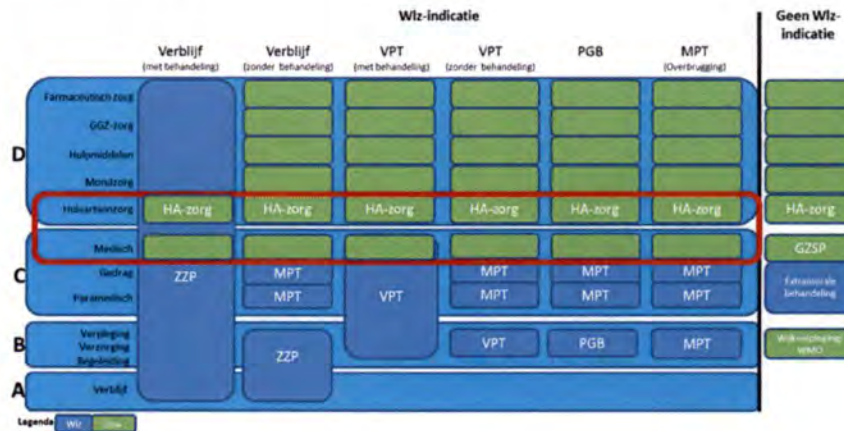 Wlz-indicatie
Geen Wlz-
indicatie
Verblijf
(met behandeling)
Verblijf
(zonder behandeling)
VPT
(met behandeling)
VPT
(zonder behandeling)
PGB
MPT
(Overbrugging)
D
Farmaceutisch zorg
GGZ-zorg
Hulpmiddelen
Mondzorg
Huisartsenzorg
HA-zorg
HA-zorg
HA-zorg
HA-zorg
HA-zorg
HA-zorg
HA-zorg
C
Medisch
GZSP
Gedrag
ZZP
MPT
MPT
MPT
MPT
Extramurale
behandeling
Paramedisch
MPT
VPT
MPT
MPT
MPT
B
Verpleging
Verzorging
Begeleiding
ZZP
VPT
PGB
MPT
Wijkverpleging
WMO
A
Verblijf
Legenda
Wlz